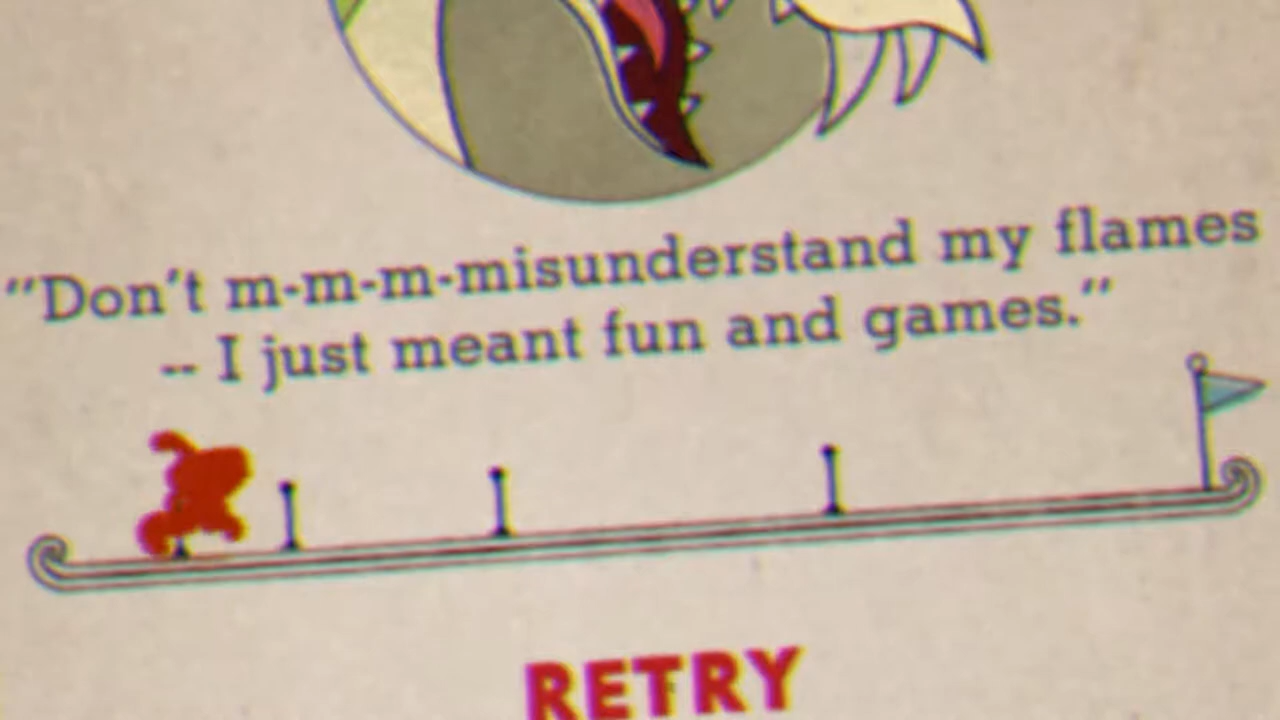 “Don't m-m-m-misunderstand my flames
-- I just meant fun and games.”
RETRY